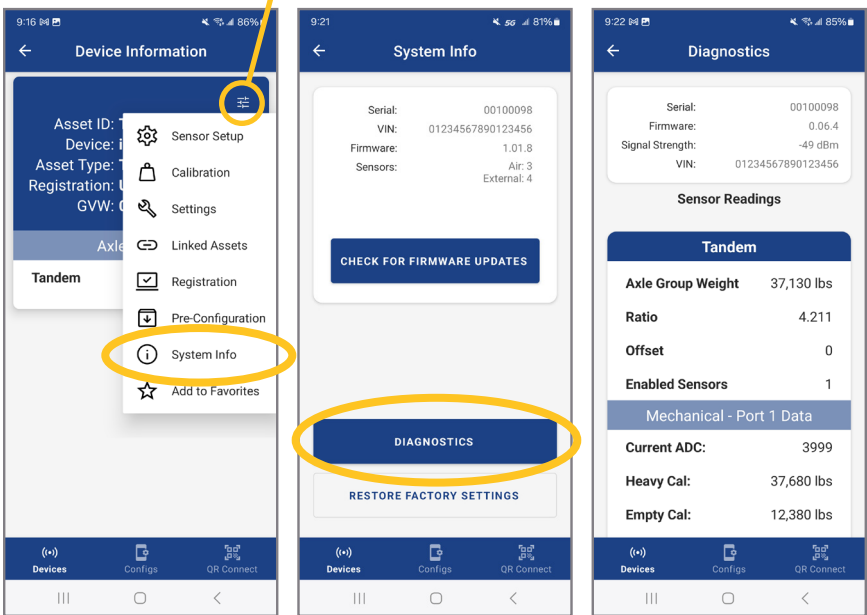 9:16
86%
Device Information
Asset ID:
Device:
Asset Type:
Registration:
GVW:
Axle
Tandem
Sensor Setup
Calibration
Settings
Linked Assets
Registration
Pre-Configuration
System Info
Add to Favorites
Devices
Configs
QR Connect
9:21
5G 81%
System Info
Serial: 00100098
VIN: 01234567890123456
Firmware: 1.01.8
Sensors: Air: 3
External: 4
CHECK FOR FIRMWARE UPDATES
DIAGNOSTICS
RESTORE FACTORY SETTINGS
Devices
Configs
QR Connect
9:22
85%
Diagnostics
Serial: 00100098
Firmware: 0.06.4
Signal Strength: -49 dBm
VIN: 01234567890123456
Sensor Readings
Tandem
Axle Group Weight 37,130 lbs
Ratio 4.211
Offset 0
Enabled Sensors 1
Mechanical - Port 1 Data
Current ADC: 3999
Heavy Cal: 37,680 lbs
Empty Cal: 12,380 lbs
Devices
Configs
QR Connect